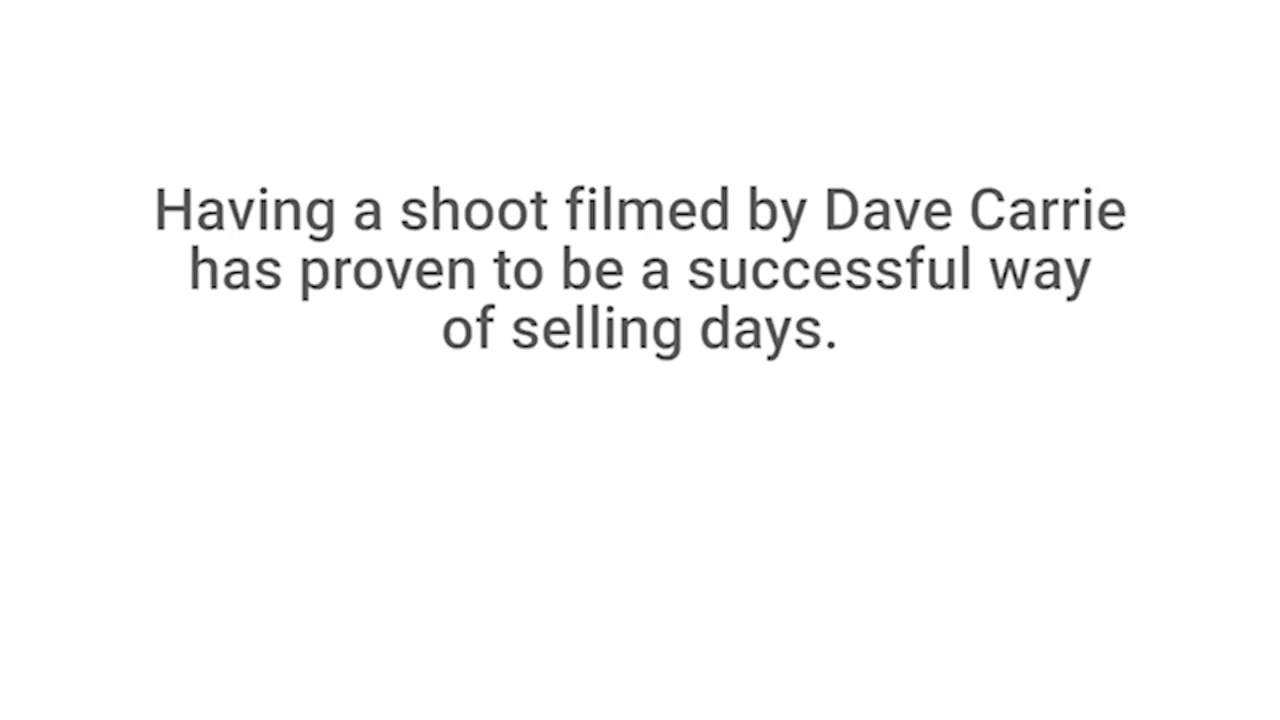 Having a shoot filmed by Dave Carrie
has proven to be a successful way
of selling days.